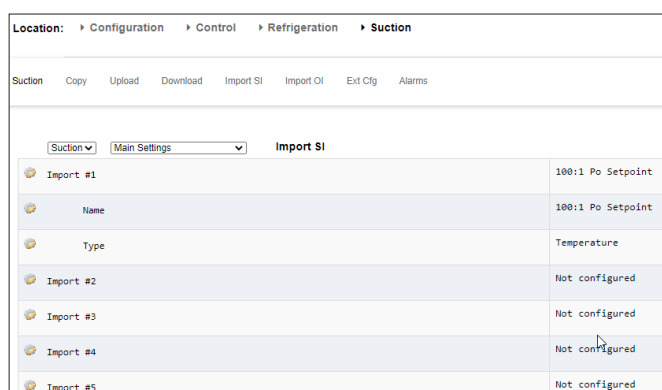 Location: Configuration Control Refrigeration Suction
Suction Copy Upload Download Import SI Import OI Ext Cfg Alarms
Suction Main Settings Import SI
Import #1 100:1 Po Setpoint
Name 100:1 Po Setpoint
Type Temperature
Import #2 Not configured
Import #3 Not configured
Import #4 Not configured
Import #5 Not configured